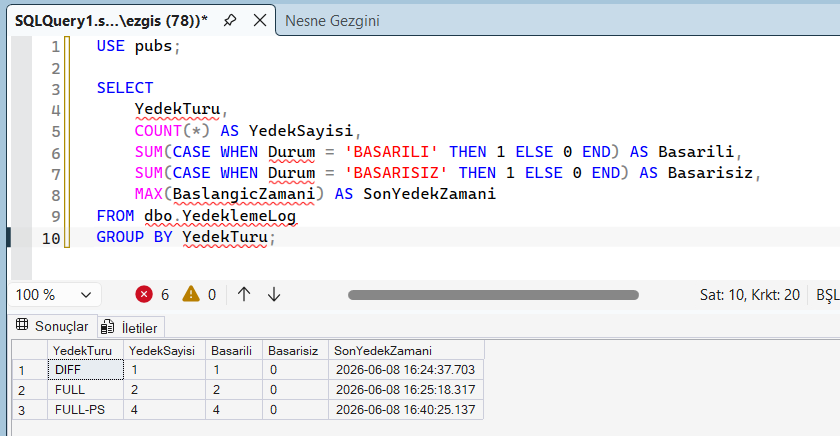 SQLQuery1.s...\ezgis (78))*
Nesne Gezgini
1 USE pubs;
2
3 SELECT
4 YedekTuru,
5 COUNT(*) AS YedekSayisi,
6 SUM(CASE WHEN Durum = 'BASARILI' THEN 1 ELSE 0 END) AS Basarili,
7 SUM(CASE WHEN Durum = 'BASARISIZ' THEN 1 ELSE 0 END) AS Basarisiz,
8 MAX(BaslangicZamani) AS SonYedekZamani
9 FROM dbo.YedeklemeLog
10 GROUP BY YedekTuru;
100 % 6 0 Sat: 10, Krkt: 20 BŞL
Sonuçlar İletiler
YedekTuru YedekSayisi Basarili Basarisiz SonYedekZamani
1 DIFF 1 1 0 2026-06-08 16:24:37.703
2 FULL 2 2 0 2026-06-08 16:25:18.317
3 FULL-PS 4 4 0 2026-06-08 16:40:25.137